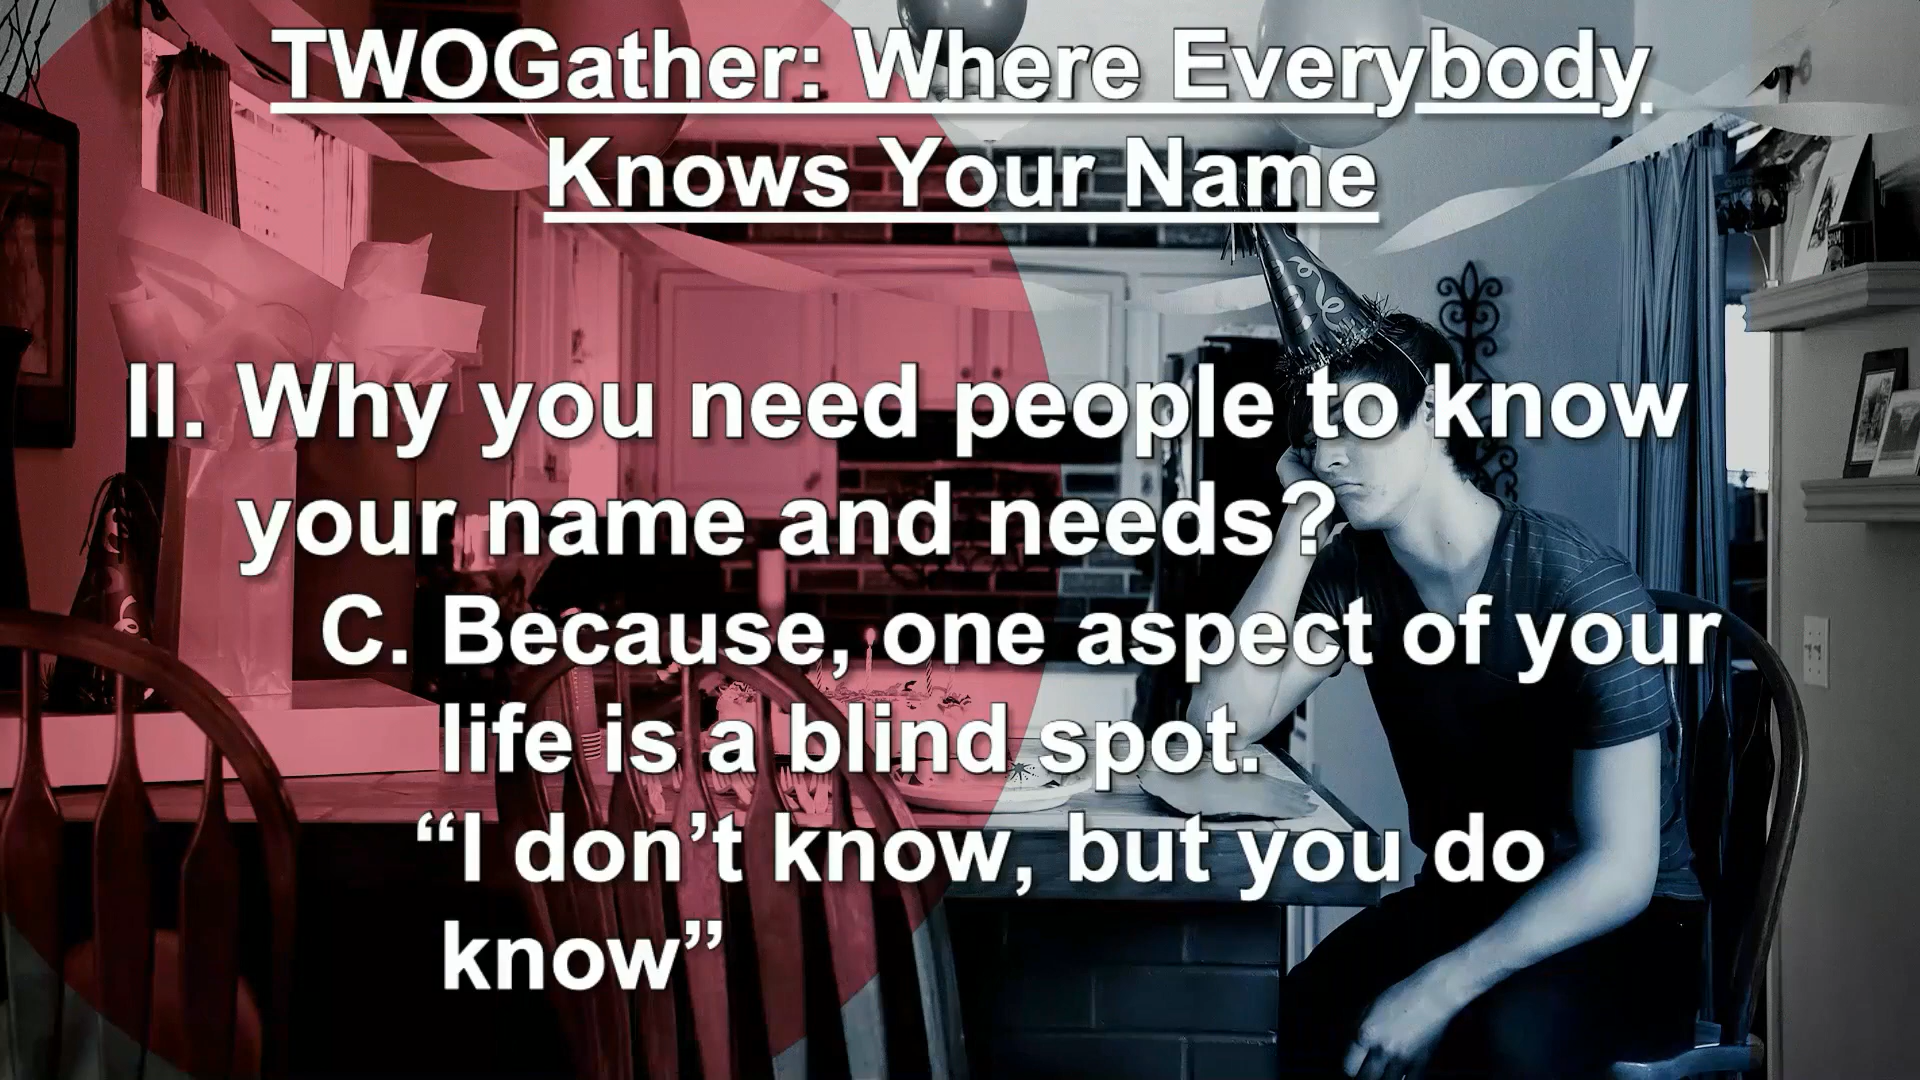 TWOGather: Where Everybody
Knows Your Name
II. Why you need people to know
your name and needs?
C. Because, one aspect of your
life is a blind spot.
“I don’t know, but you do
know”